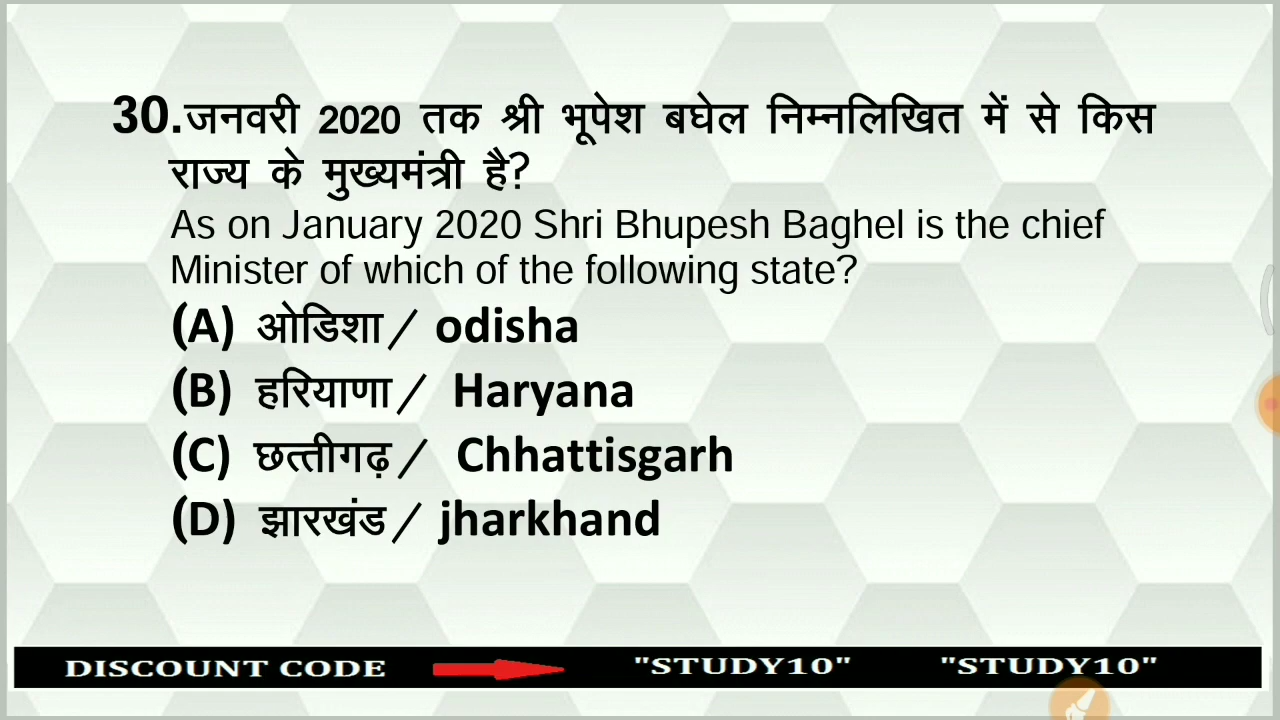 30.जनवरी 2020 तक श्री भूपेश बघेल निम्नलिखित में से किस
राज्य के मुख्यमंत्री है?
As on January 2020 Shri Bhupesh Baghel is the chief
Minister of which of the following state?
(A) ओडिशा/ odisha
(B) हरियाणा/ Haryana
(C) छत्तीगढ़/ Chhattisgarh
(D) झारखंड/ jharkhand
DISCOUNT CODE "STUDY10" "STUDY10"